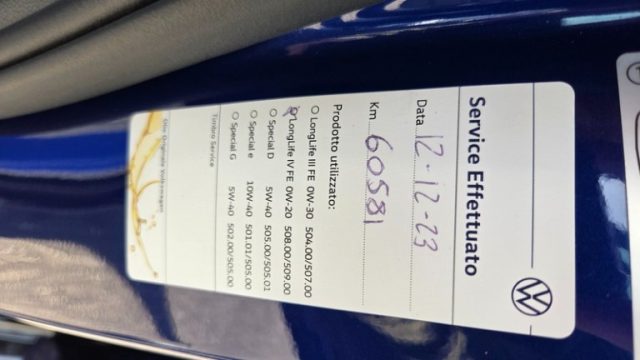 Service Effettuato
Data 12-12-23
Km 60581
Prodotto utilizzato:
LongLife III FE 0W-30 504.00/507.00
LongLife IV FE 0W-20 508.00/509.00
Special D 5W-40 505.00/505.01
Special e 10W-40 501.01/505.00
Special G 5W-40 502.00/505.00
Timbro Service
Olio Originale Volkswagen